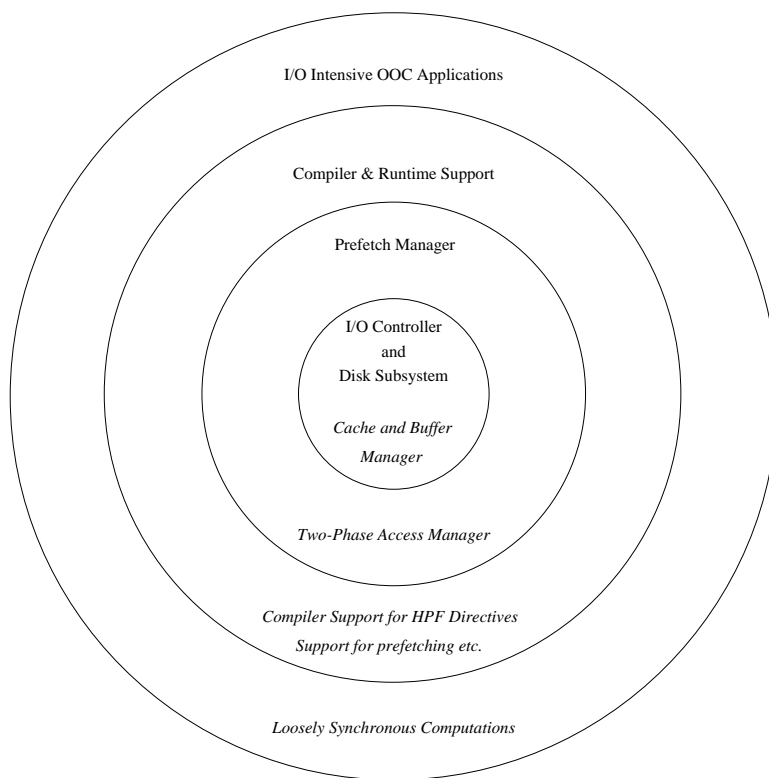 I/O Intensive OOC Applications
Compiler & Runtime Support
Prefetch Manager
I/O Controller
and
Disk Subsystem
Cache and Buffer
Manager
Two-Phase Access Manager
Compiler Support for HPF Directives
Support for prefetching etc.
Loosely Synchronous Computations